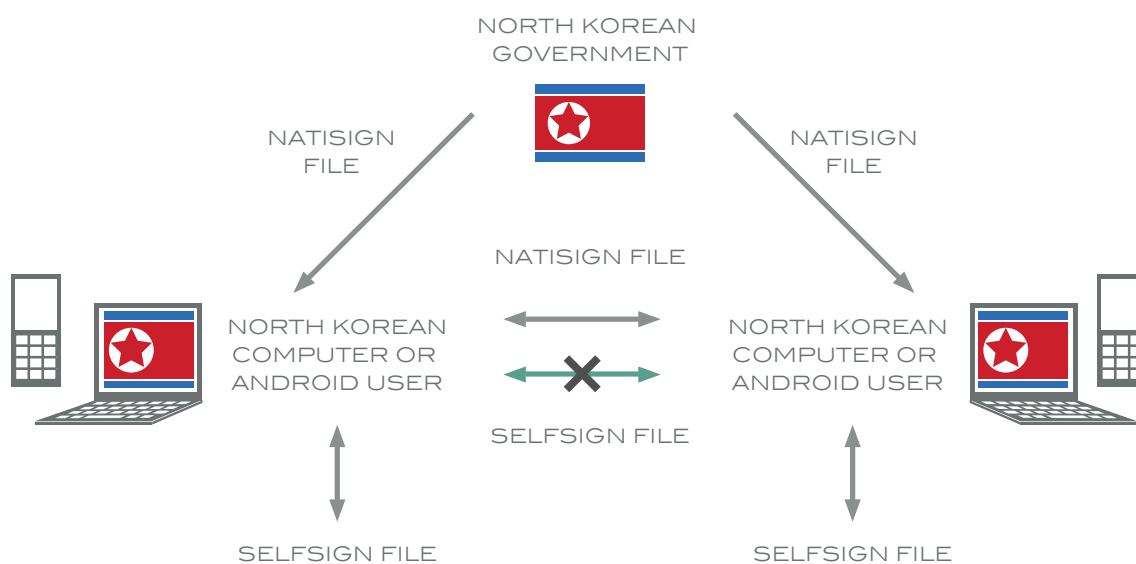 NORTH KOREAN
GOVERNMENT
NATISIGN
FILE
NATISIGN
FILE
NATISIGN FILE
NORTH KOREAN
COMPUTER OR
ANDROID USER
NORTH KOREAN
COMPUTER OR
ANDROID USER
SELFSIGN FILE
SELFSIGN FILE
SELFSIGN FILE